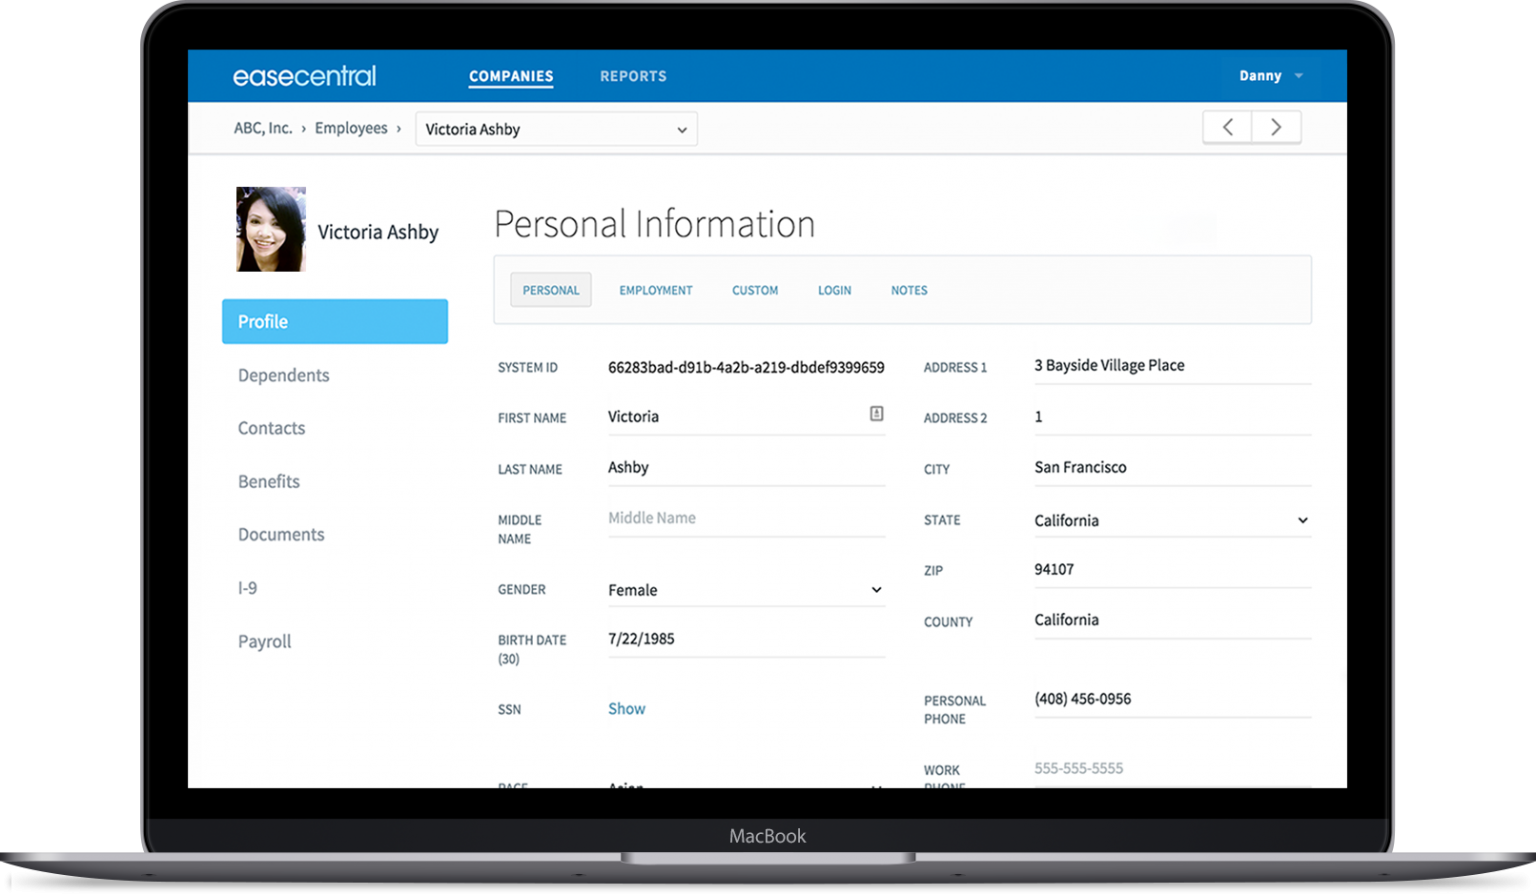 easecentral COMPANIES REPORTS Danny
ABC, Inc. › Employees › Victoria Ashby
Victoria Ashby
Personal Information
PERSONAL EMPLOYMENT CUSTOM LOGIN NOTES
Profile
Dependents
Contacts
Benefits
Documents
I-9
Payroll
SYSTEM ID 66283bad-d91b-4a2b-a219-dbdef9399659
FIRST NAME Victoria
LAST NAME Ashby
MIDDLE
NAME
Middle Name
GENDER Female
BIRTH DATE
(30)
7/22/1985
SSN Show
RACE Asian
ADDRESS 1 3 Bayside Village Place
ADDRESS 2 1
CITY San Francisco
STATE California
ZIP 94107
COUNTY California
PERSONAL
PHONE
(408) 456-0956
WORK
PHONE
555-555-5555
MacBook